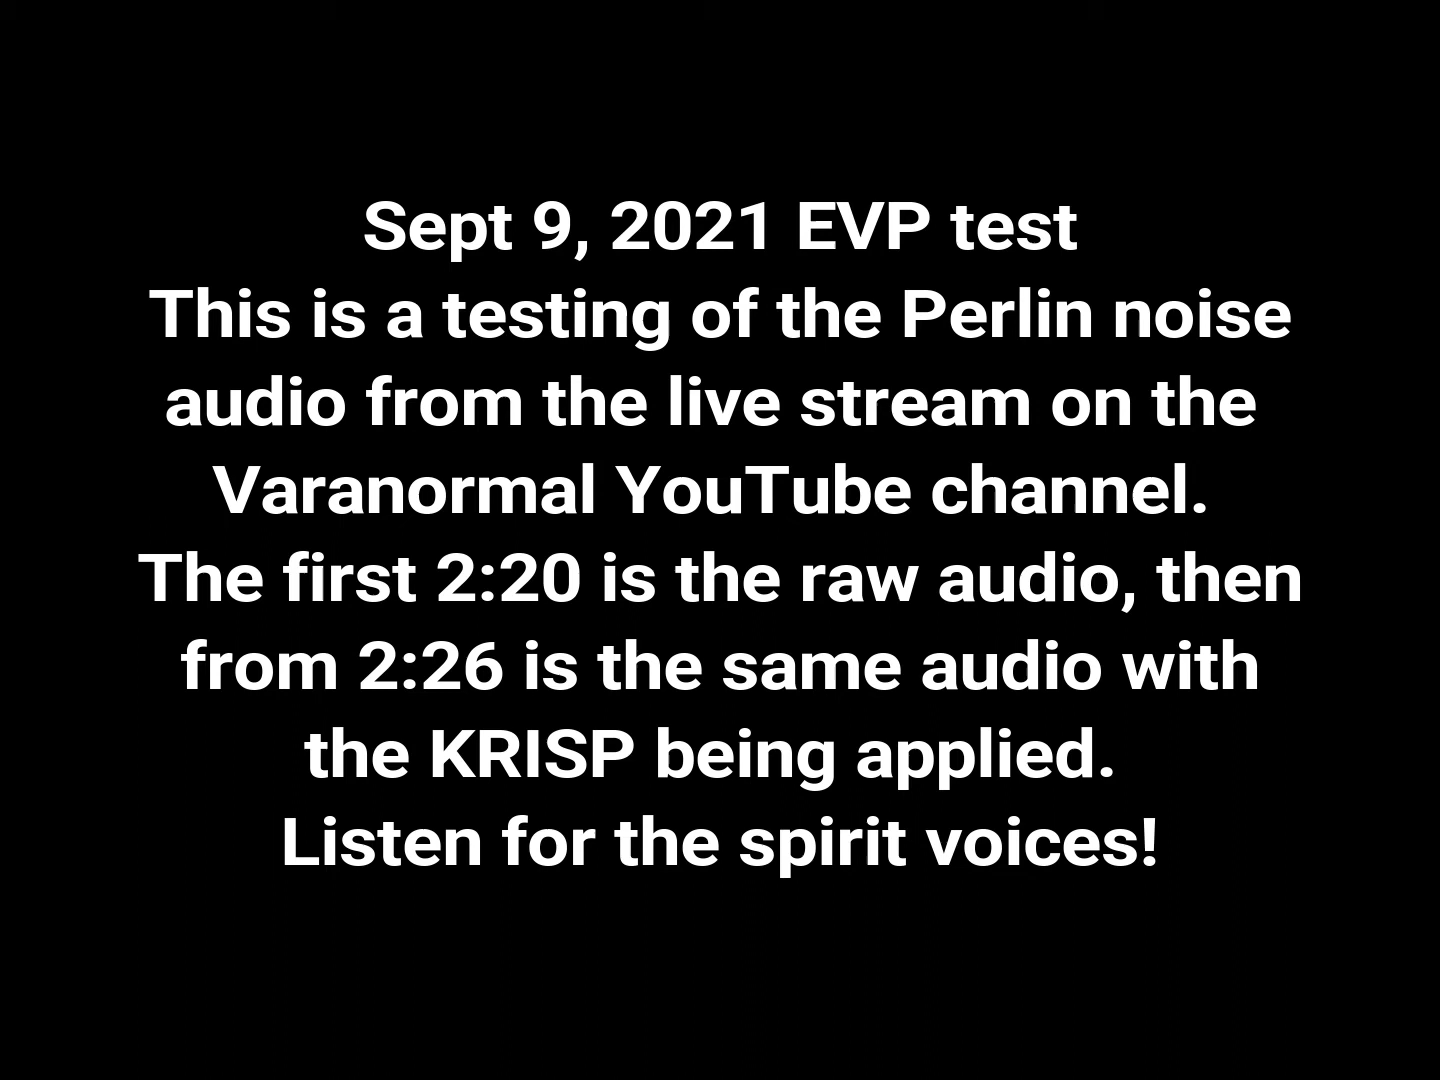 Sept 9, 2021 EVP test
This is a testing of the Perlin noise
audio from the live stream on the
Varanormal YouTube channel.
The first 2:20 is the raw audio, then
from 2:26 is the same audio with
the KRISP being applied.
Listen for the spirit voices!